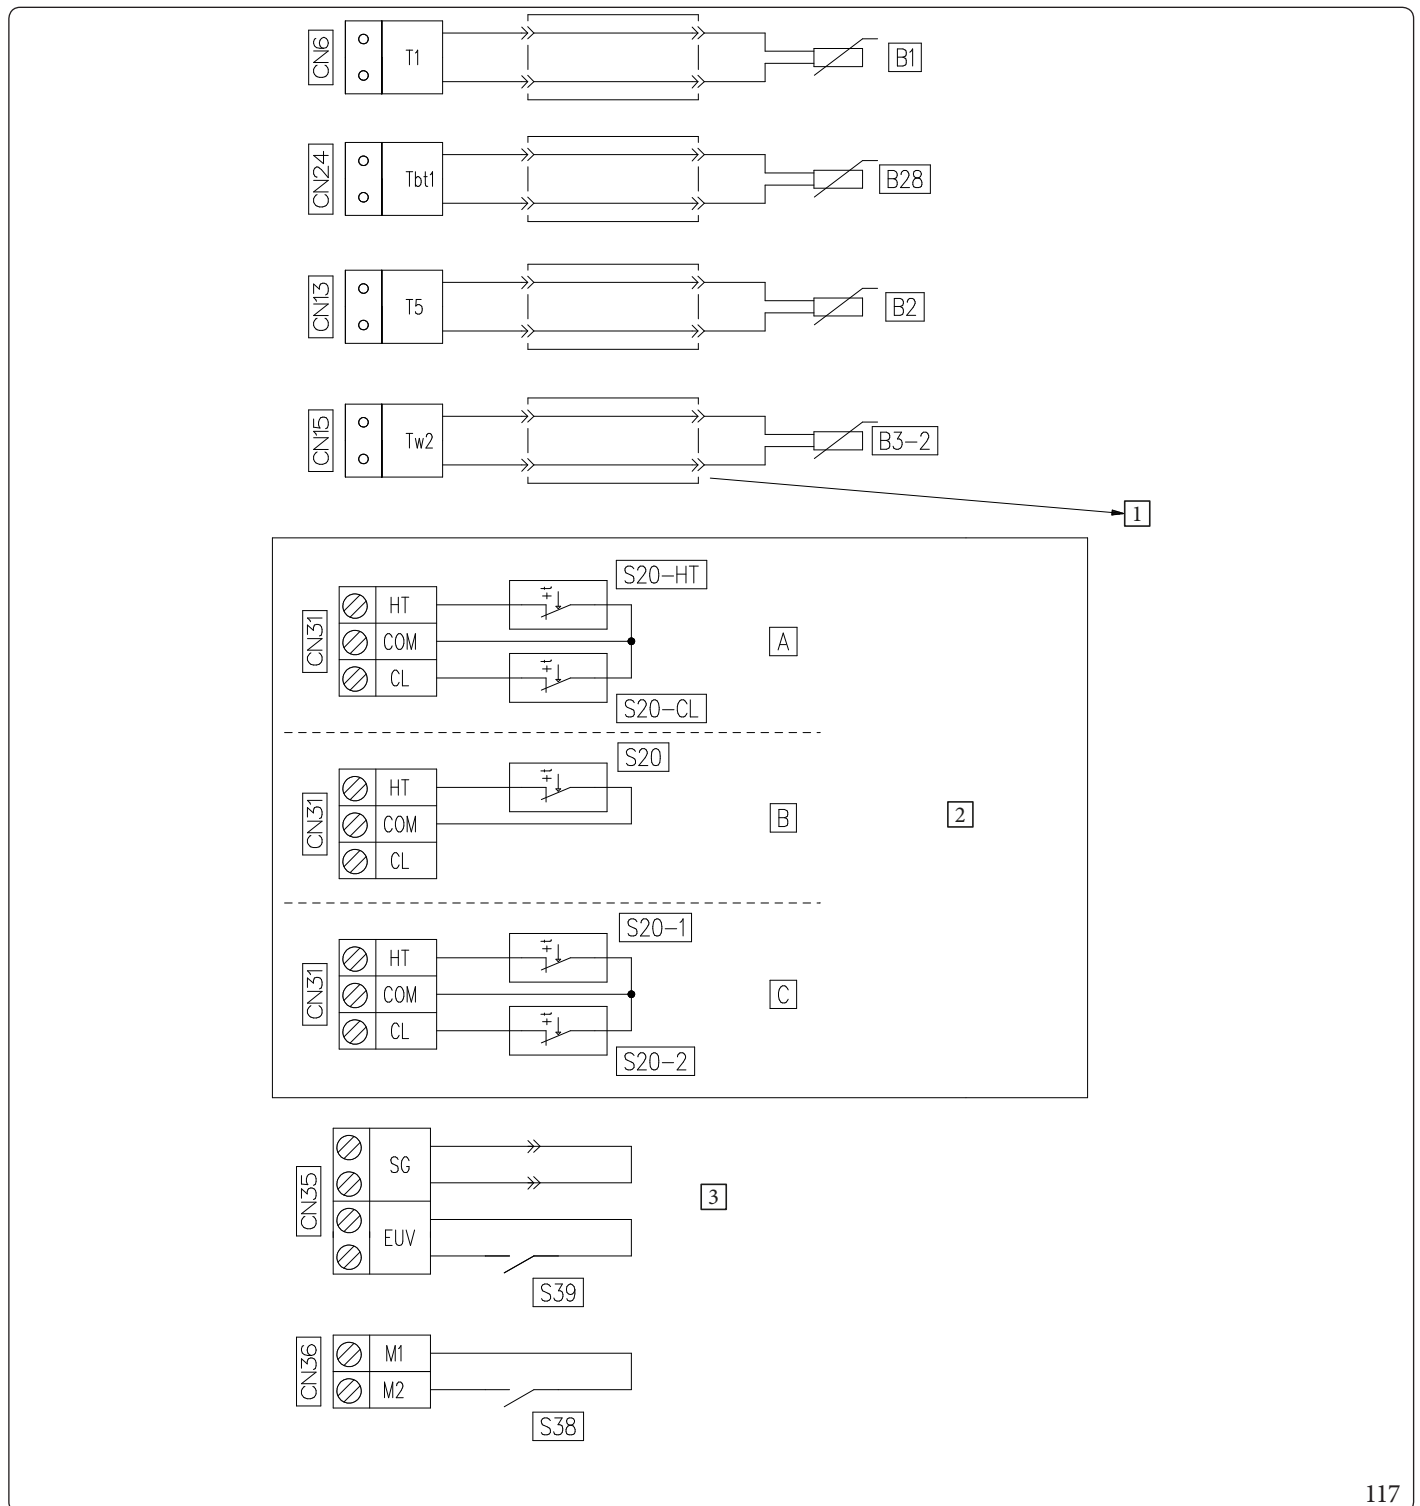 CN6
T1
B1
CN24
Tbt1
B28
CN13
T5
B2
CN15
Tw2
B3-2
1
S20-HT
CN31
HT
COM
CL
A
S20-CL
S20
CN31
HT
COM
CL
B
2
S20-1
CN31
HT
COM
CL
C
S20-2
+t
+t
+t
+t
+t
CN35
SG
EUV
3
S39
CN36
M1
M2
S38
117